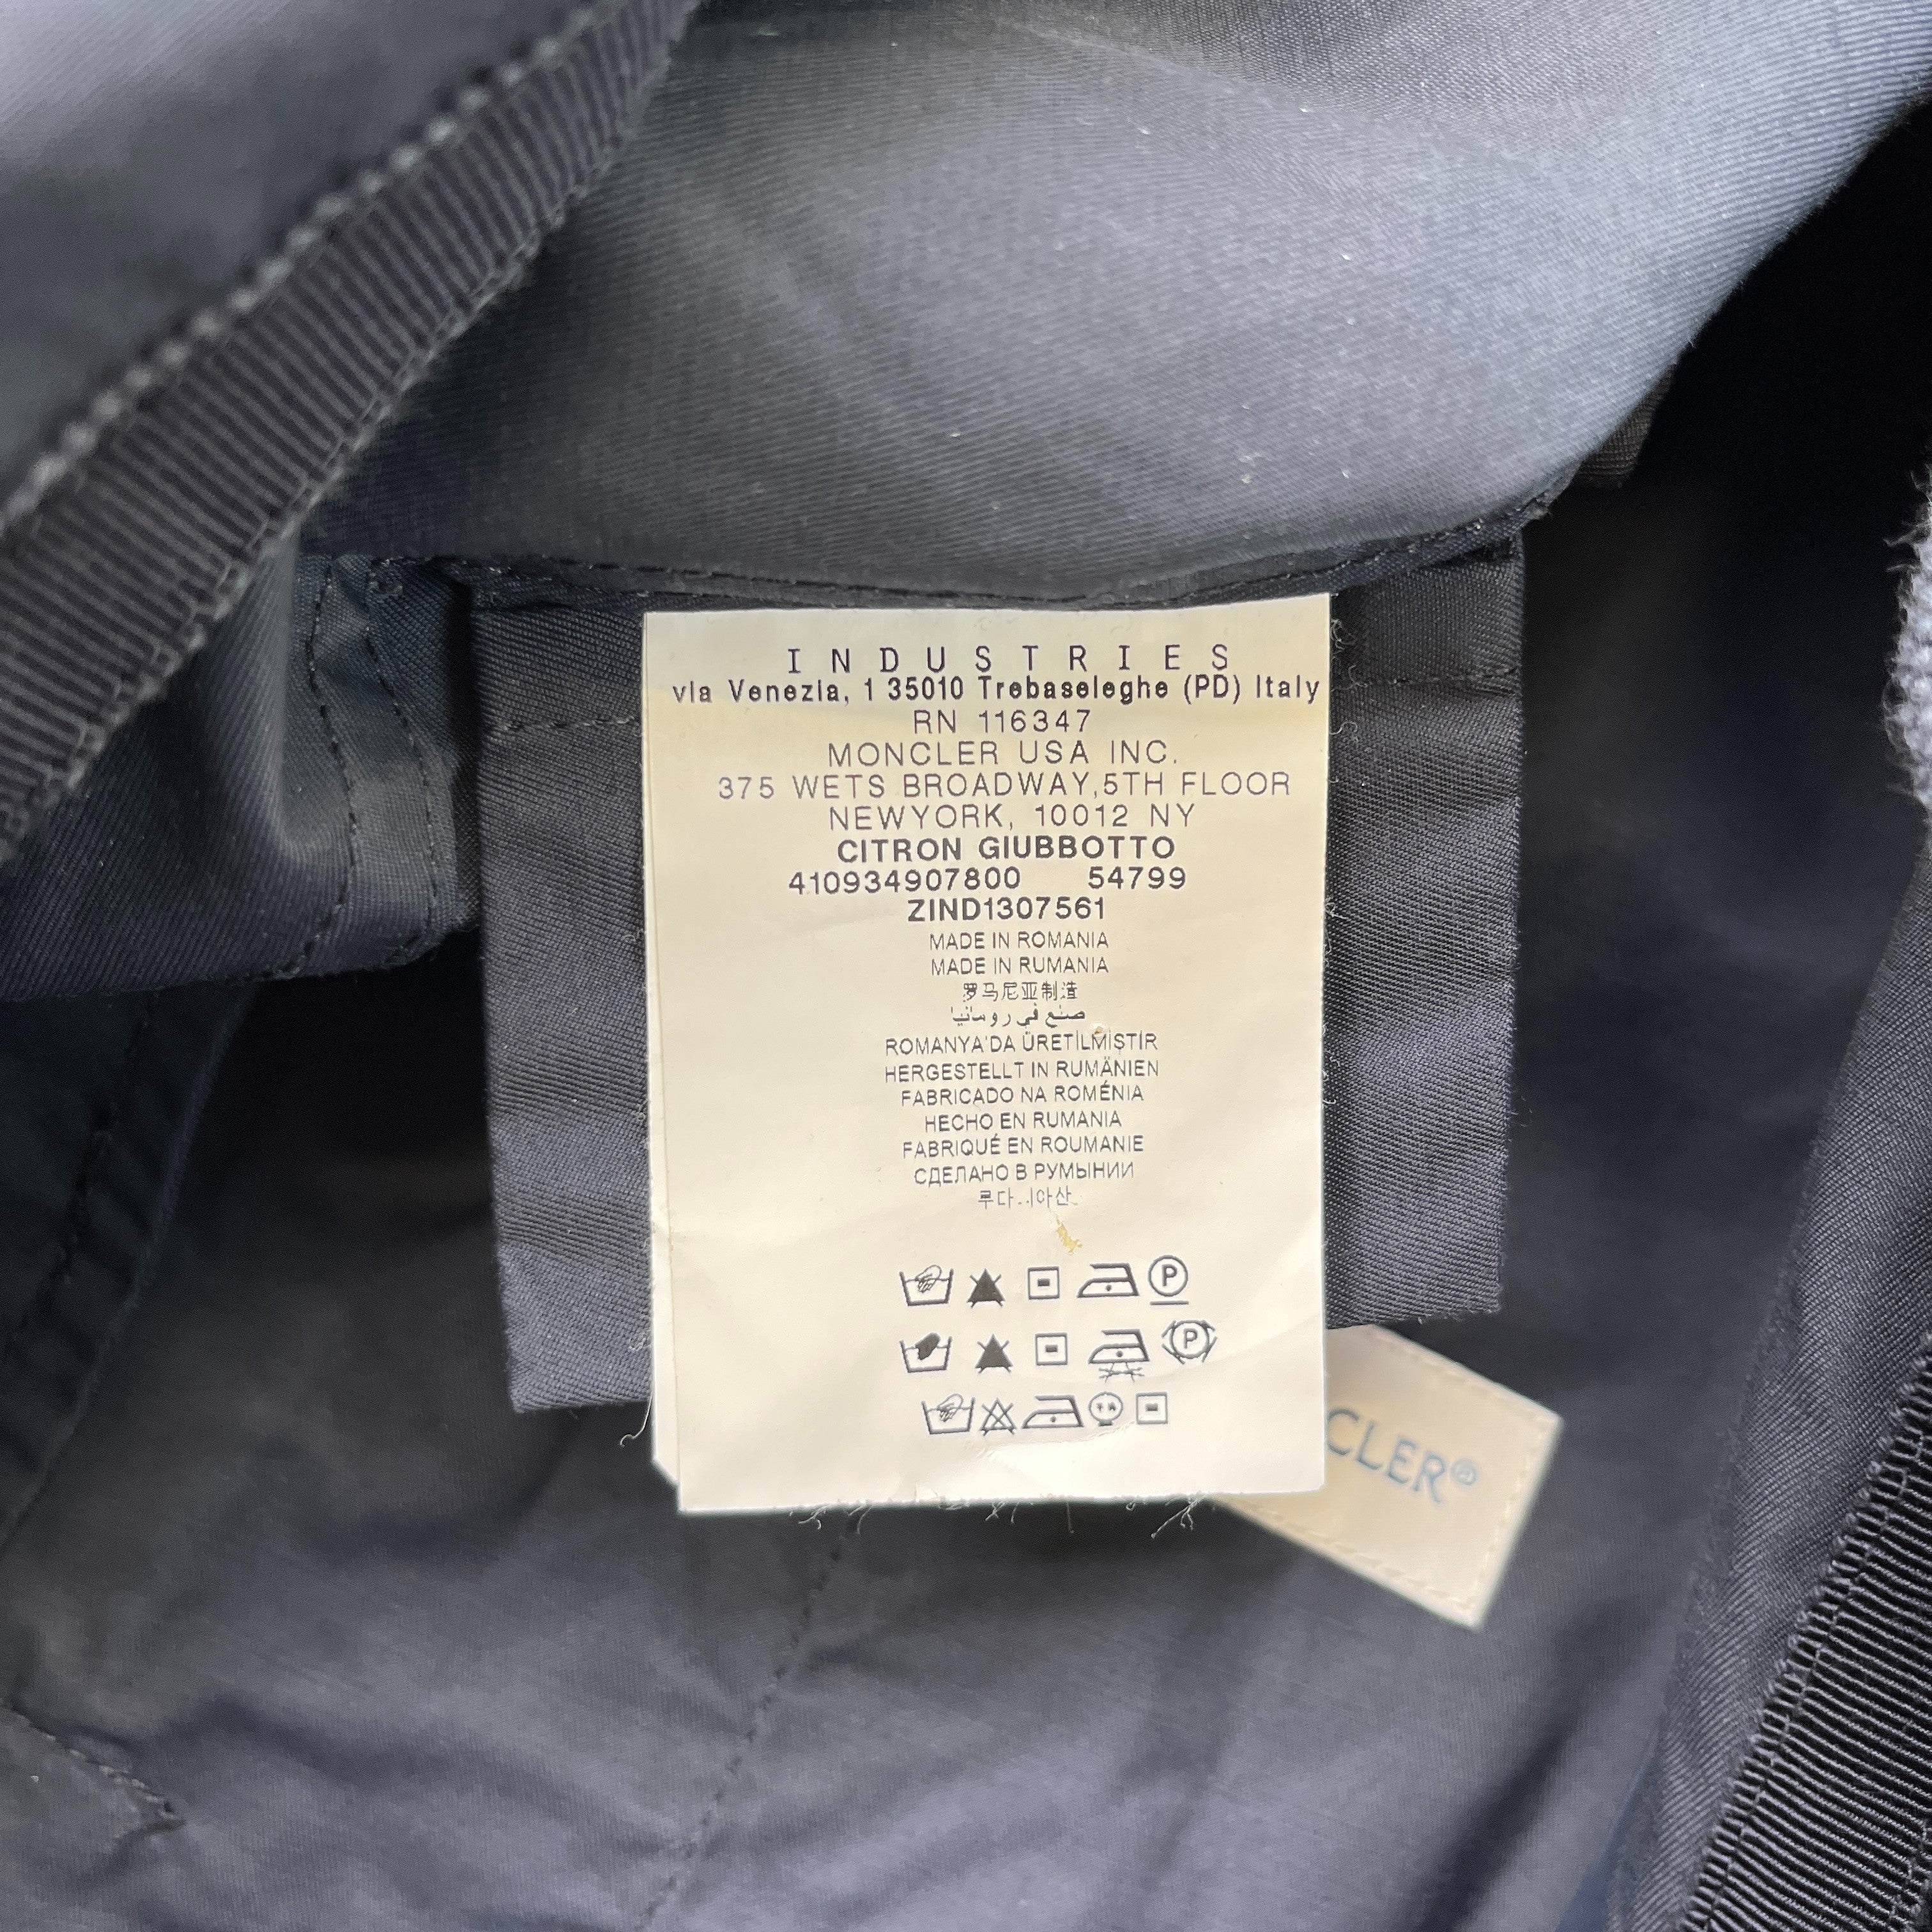 I N D U S T R I E S
via Venezia, 1 35010 Trebaseleghe (PD) Italy
RN 116347
MONCLER USA INC.
375 WETS BROADWAY,5TH FLOOR
NEWYORK, 10012 NY
CITRON GIUBBOTTO
410934907800 54799
ZIND1307561
MADE IN ROMANIA
MADE IN RUMANIA
罗马尼亚制造
صنع في رومانيا
ROMANYA'DA ÜRETİLMİŞTİR
HERGESTELLT IN RUMÄNIEN
FABRICADO NA ROMÉNIA
HECHO EN RUMANIA
FABRIQUÉ EN ROUMANIE
СДЕЛАНО В РУМЫНИИ
P
P
CLER®